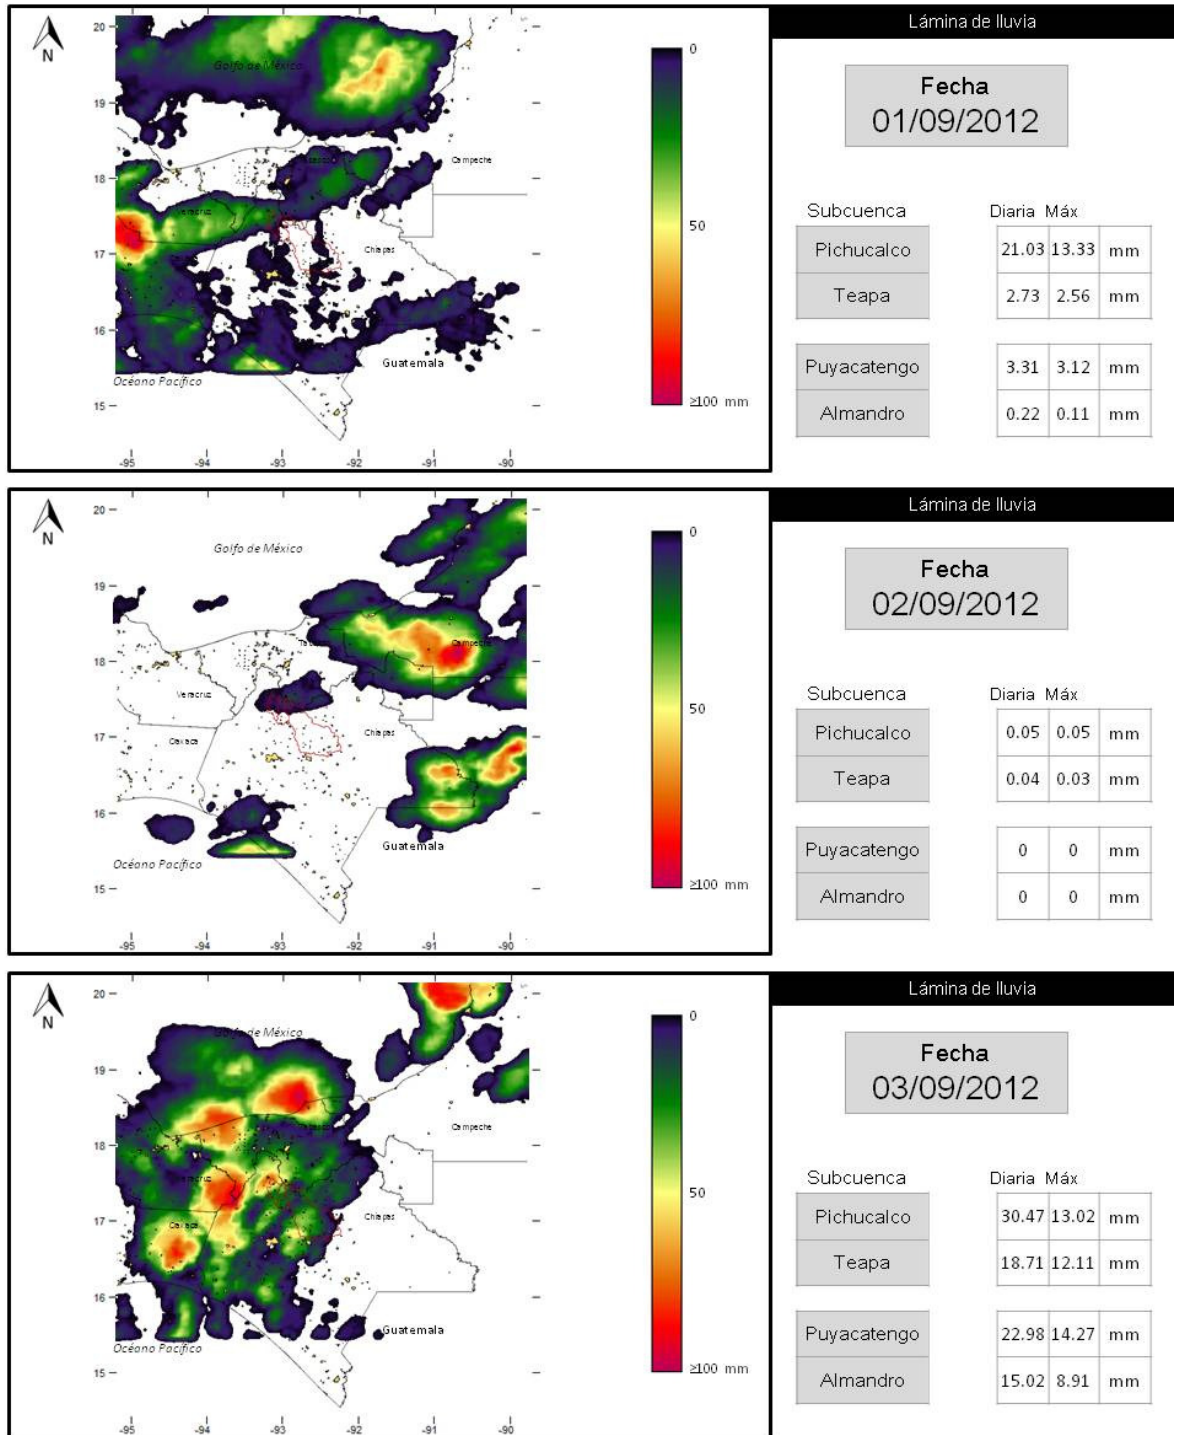 Lámina de lluvia
Fecha
01/09/2012
N
20
19
18
17
16
15
-95 -94 -93 -92 -91 -90
Golfo de México
Campeche
Veracruz
Chiapas
Guatemala
Océano Pacífico
0
50
≥100 mm
Subcuenca Diaria Máx
Pichucalco 21.03 13.33 mm
Teapa 2.73 2.56 mm
Puyacatengo 3.31 3.12 mm
Almandro 0.22 0.11 mm
Lámina de lluvia
Fecha
02/09/2012
N
20
19
18
17
16
15
-95 -94 -93 -92 -91 -90
Golfo de México
Campeche
Veracruz
Oaxaca
Chiapas
Guatemala
Océano Pacífico
0
50
≥100 mm
Subcuenca Diaria Máx
Pichucalco 0.05 0.05 mm
Teapa 0.04 0.03 mm
Puyacatengo 0 0 mm
Almandro 0 0 mm
Lámina de lluvia
Fecha
03/09/2012
N
20
19
18
17
16
15
-95 -94 -93 -92 -91 -90
Golfo de México
Campeche
Veracruz
Oaxaca
Chiapas
Guatemala
Océano Pacífico
0
50
≥100 mm
Subcuenca Diaria Máx
Pichucalco 30.47 13.02 mm
Teapa 18.71 12.11 mm
Puyacatengo 22.98 14.27 mm
Almandro 15.02 8.91 mm